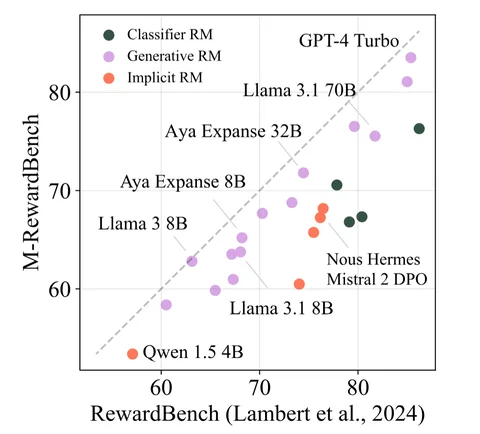 Classifier RM
Generative RM
Implicit RM
GPT-4 Turbo
Llama 3.1 70B
Aya Expanse 32B
Aya Expanse 8B
Llama 3 8B
Nous Hermes
Mistral 2 DPO
Llama 3.1 8B
Qwen 1.5 4B
M-RewardBench
80
70
60
60
70
80
RewardBench (Lambert et al., 2024)